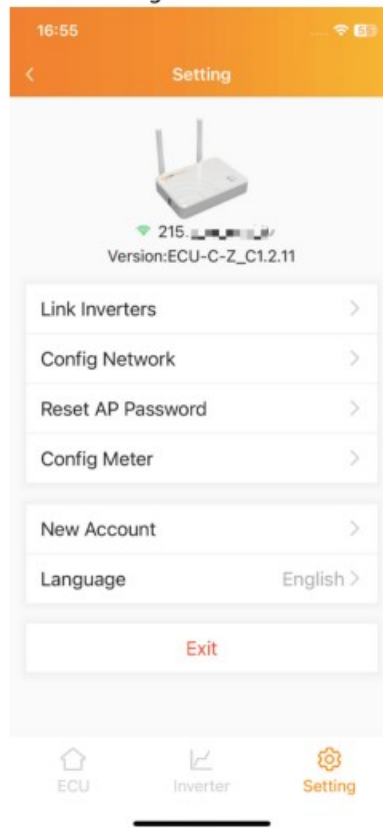 16:55
Setting
215.
Version:ECU-C-Z_C1.2.11
Link Inverters
Config Network
Reset AP Password
Config Meter
New Account
Language English
Exit
ECU Inverter Setting